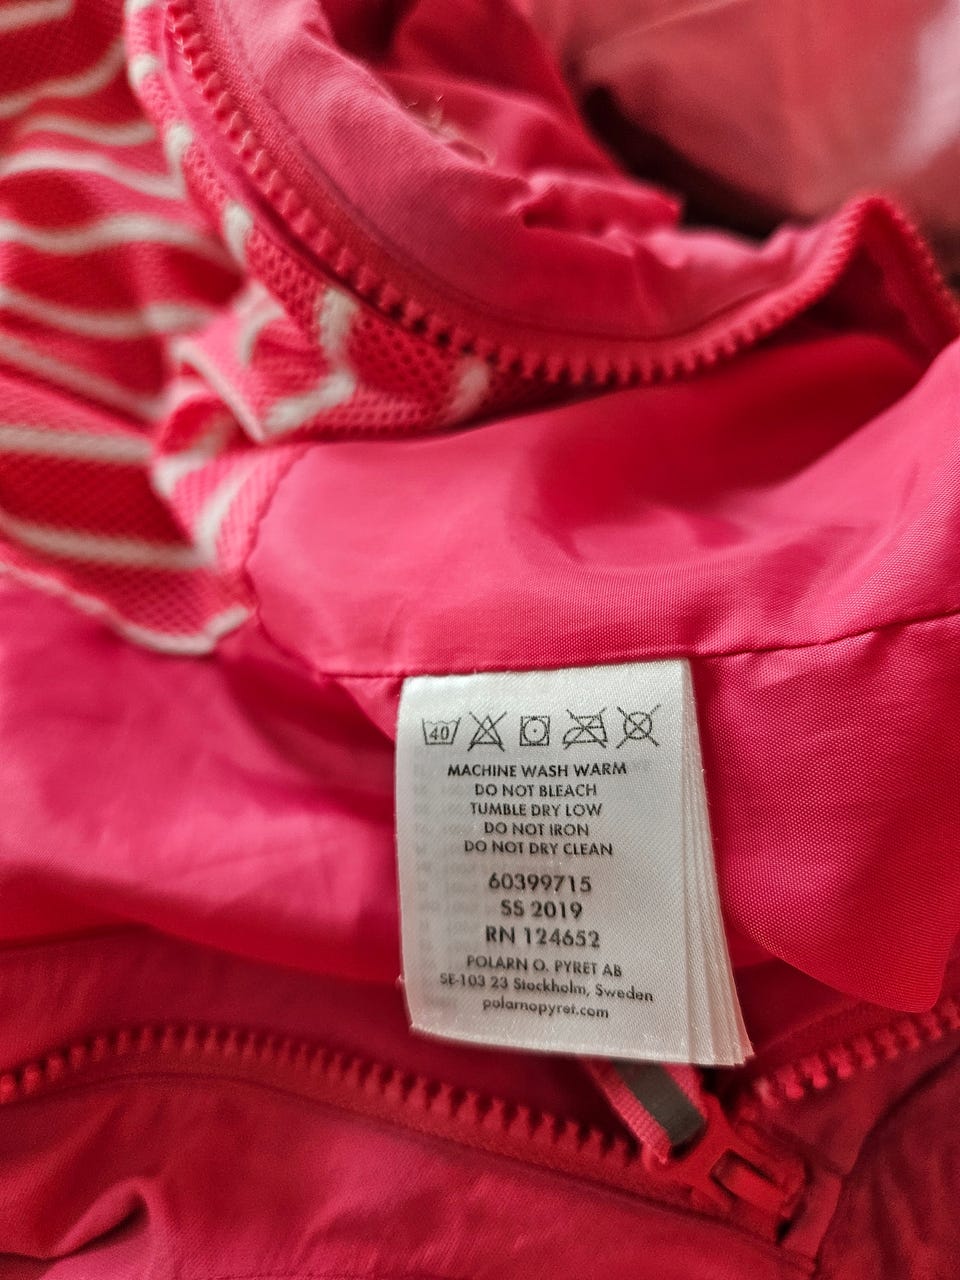 40
MACHINE WASH WARM
DO NOT BLEACH
TUMBLE DRY LOW
DO NOT IRON
DO NOT DRY CLEAN
60399715
SS 2019
RN 124652
POLARN O. PYRET AB
SE-103 23 Stockholm, Sweden
polarnopyret.com